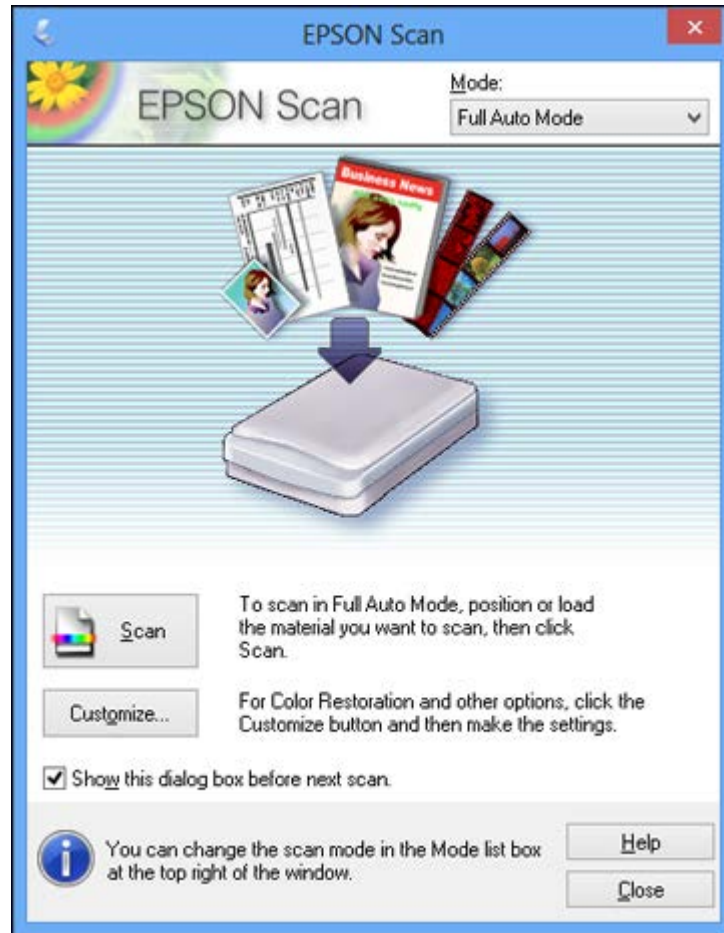 EPSON Scan
EPSON Scan
Mode:
Full Auto Mode
Business News
Scan
To scan in Full Auto Mode, position or load
the material you want to scan, then click
Scan.
Customize...
For Color Restoration and other options, click the
Customize button and then make the settings.
Show this dialog box before next scan.
You can change the scan mode in the Mode list box
at the top right of the window.
Help
Close